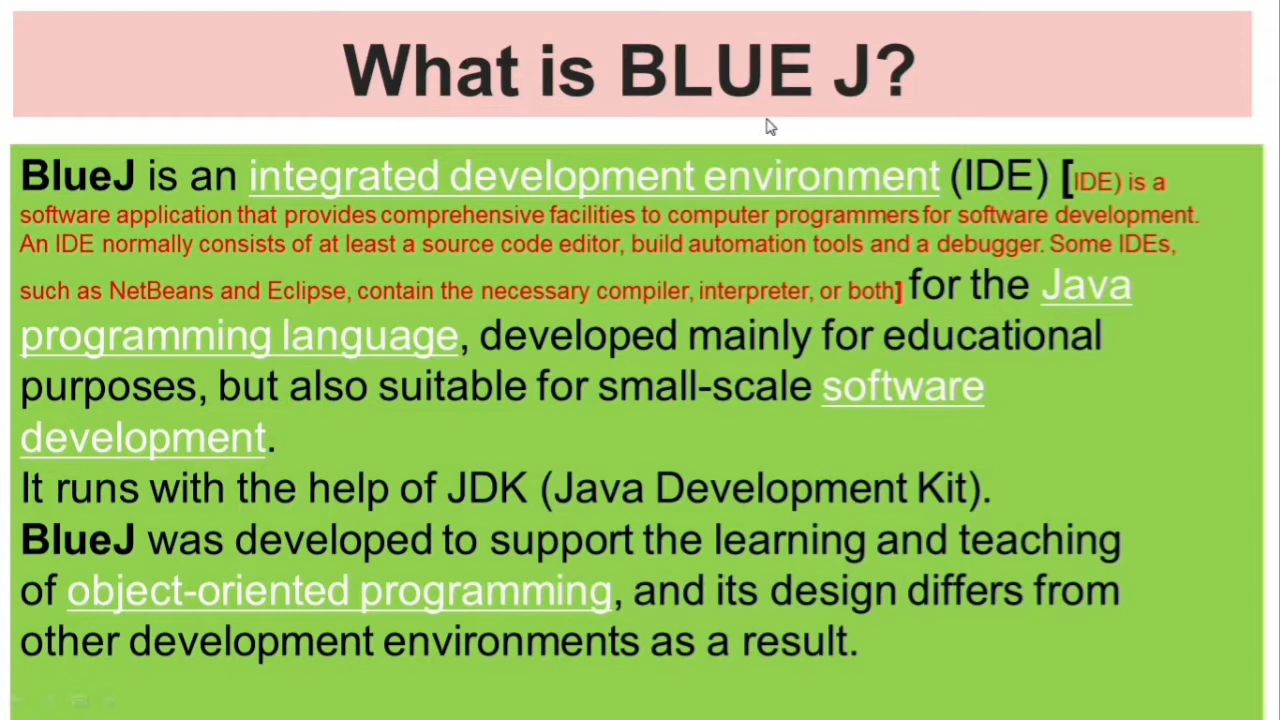 What is BLUE J?
BlueJ is an integrated development environment (IDE) [IDE) is a
software application that provides comprehensive facilities to computer programmers for software development.
An IDE normally consists of at least a source code editor, build automation tools and a debugger. Some IDEs,
such as NetBeans and Eclipse, contain the necessary compiler, interpreter, or both] for the Java
programming language, developed mainly for educational
purposes, but also suitable for small-scale software
development.
It runs with the help of JDK (Java Development Kit).
BlueJ was developed to support the learning and teaching
of object-oriented programming, and its design differs from
other development environments as a result.